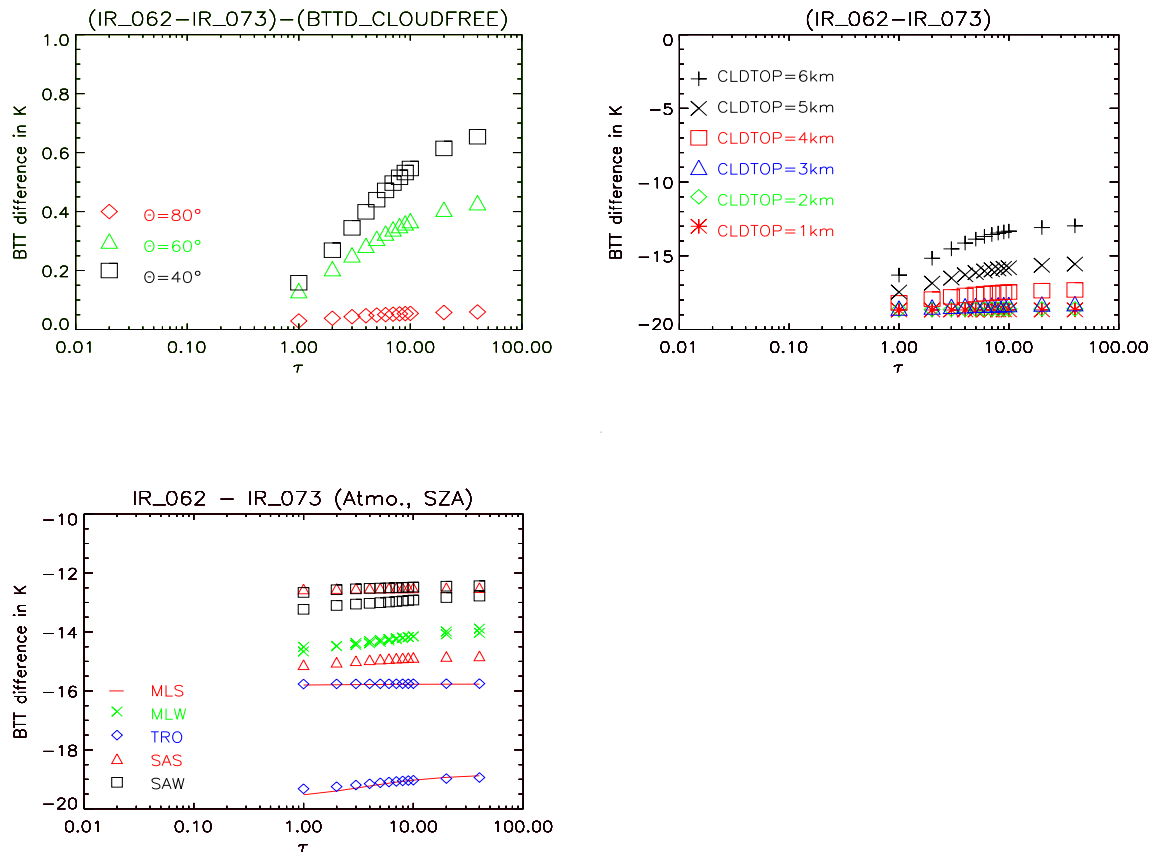 (IR_062-IR_073)-(BTTD_CLOUDFREE)
1.0
0.8
0.6
0.4
0.2
0.0
BTT difference in K
Θ=80°
Θ=60°
Θ=40°
0.01 0.10 1.00 10.00 100.00
τ
(IR_062-IR_073)
0
-5
-10
-15
-20
BTT difference in K
CLDTOP=6km
CLDTOP=5km
CLDTOP=4km
CLDTOP=3km
CLDTOP=2km
CLDTOP=1km
0.01 0.10 1.00 10.00 100.00
τ
IR_062 - IR_073 (Atmo., SZA)
-10
-12
-14
-16
-18
-20
BTT difference in K
MLS
MLW
TRO
SAS
SAW
0.01 0.10 1.00 10.00 100.00
τ